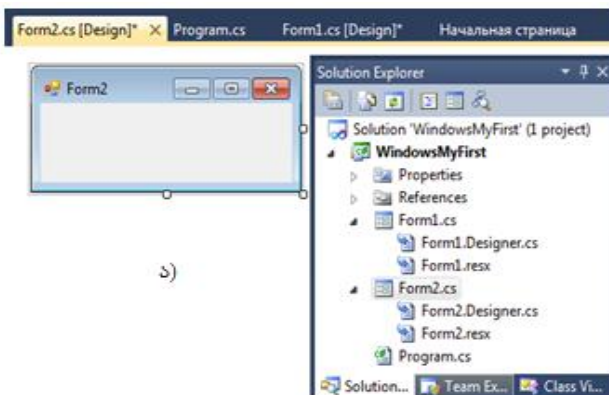 Form2.cs [Design]* × Program.cs Form1.cs [Design]* Начальная страница
Form2
ა)
Solution Explorer
Solution 'WindowsMyFirst' (1 project)
WindowsMyFirst
Properties
References
Form1.cs
Form1.Designer.cs
Form1.resx
Form2.cs
Form2.Designer.cs
Form2.resx
Program.cs
Solution... Team Ex... Class Vi...